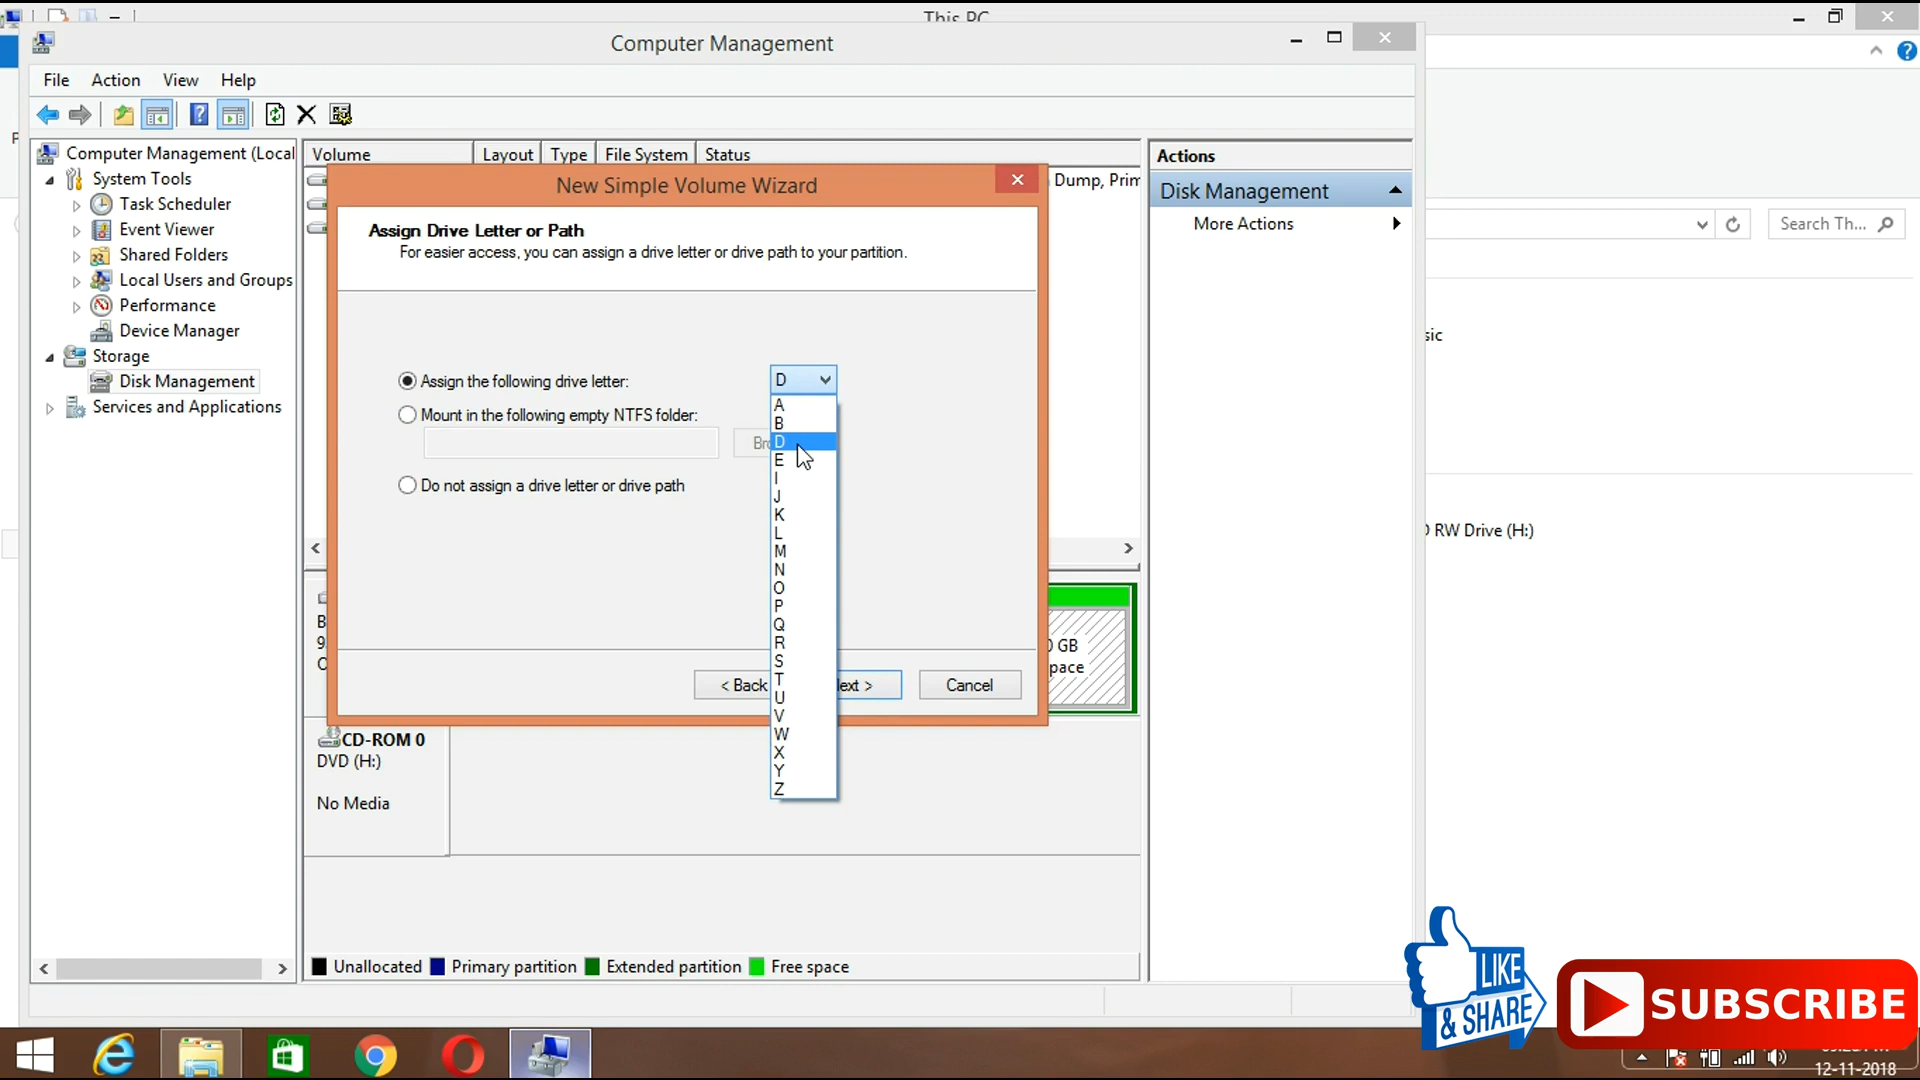 This PC
Computer Management
File Action View Help
Computer Management (Local
System Tools
Task Scheduler
Event Viewer
Shared Folders
Local Users and Groups
Performance
Device Manager
Storage
Disk Management
Services and Applications
Volume Layout Type File System Status
Dump, Prim
New Simple Volume Wizard
Assign Drive Letter or Path
For easier access, you can assign a drive letter or drive path to your partition.
Assign the following drive letter:
D
Mount in the following empty NTFS folder:
Bro
Do not assign a drive letter or drive path
A
B
D
E
I
J
K
L
M
N
O
P
Q
R
S
T
U
V
W
X
Y
Z
< Back
ext >
Cancel
B
9
0 GB
pace
CD-ROM 0
DVD (H:)
No Media
Unallocated Primary partition Extended partition Free space
Actions
Disk Management
More Actions
Search Th...
sic
RW Drive (H:)
LIKE
& SHARE
SUBSCRIBE
12-11-2018